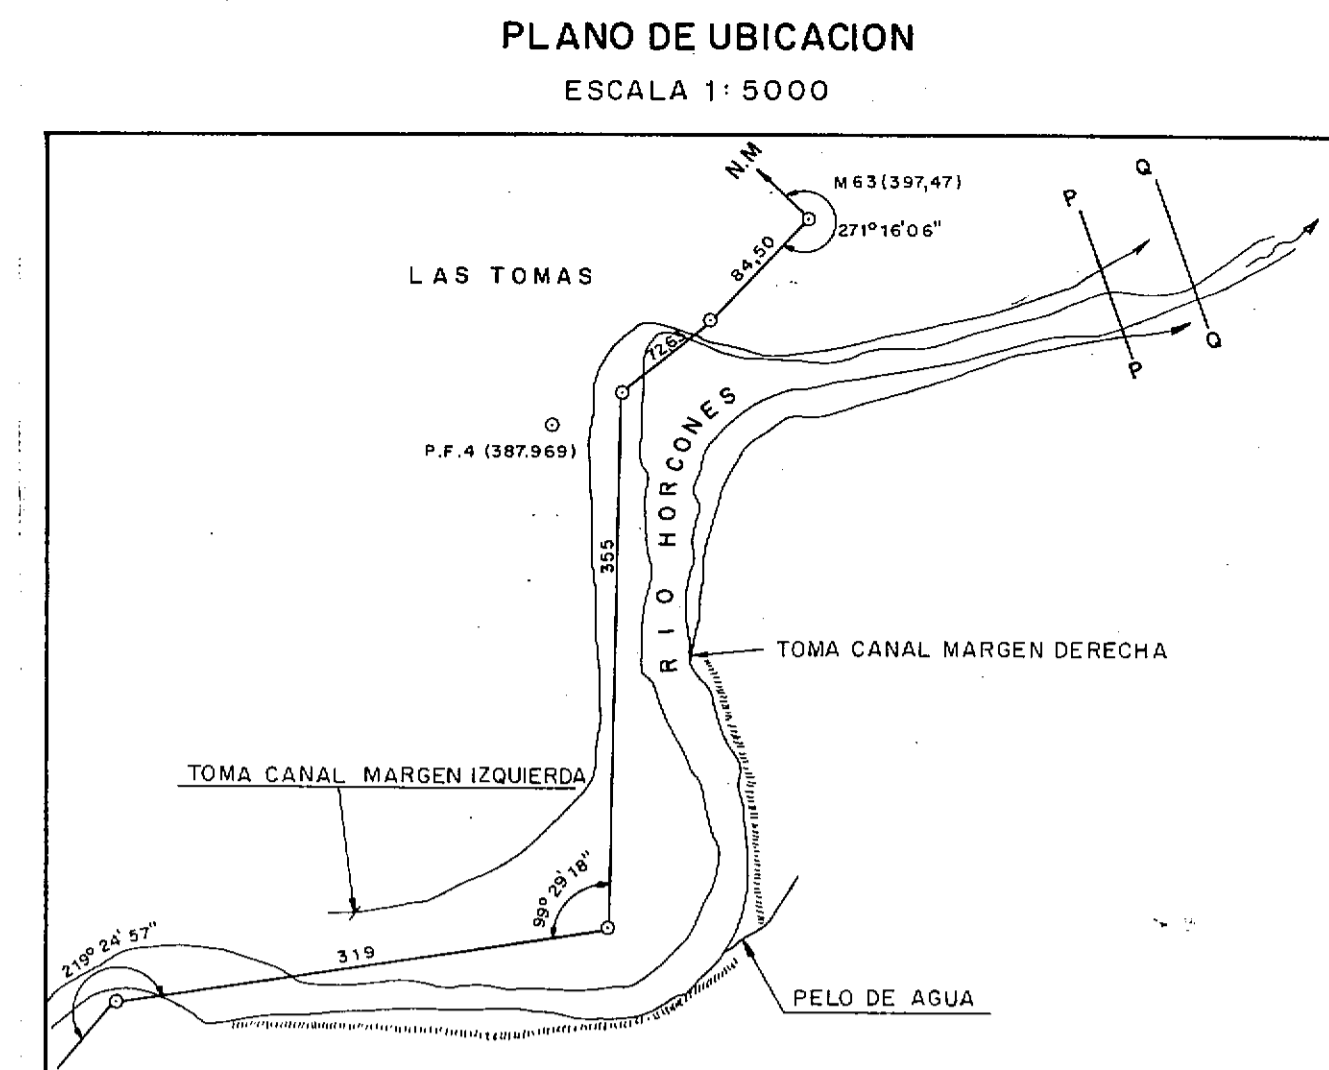 PLANO DE UBICACION
ESCALA 1:5000
N.M
M63 (397,47)
271°16'06"
84,50
P
Q
LAS TOMAS
72.63
P
Q
P.F.4 (387.969)
RIO HORCONES
355
TOMA CANAL MARGEN DERECHA
TOMA CANAL MARGEN IZQUIERDA
99° 29' 18"
219° 24' 57"
319
PELO DE AGUA